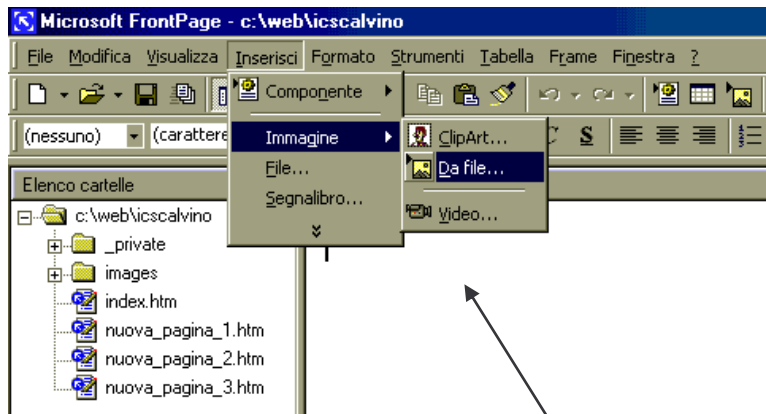 Microsoft FrontPage - c:\web\icscalvino
File Modifica Visualizza Inserisci Formato Strumenti Tabella Frame Finestra ?
Componente
(nessuno) (carattere
Immagine ClipArt...
S
File... Da file...
Segnalibro... Video...
Elenco cartelle
c:\web\icscalvino
_private
images
index.htm
nuova_pagina_1.htm
nuova_pagina_2.htm
nuova_pagina_3.htm